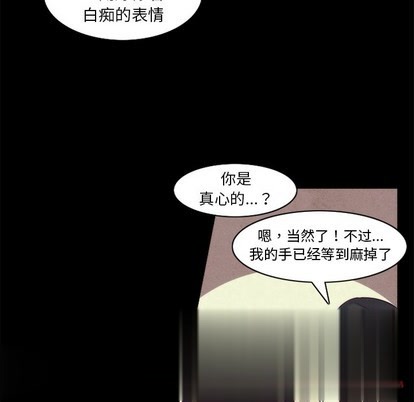 白痴的表情
你是
真心的...？
嗯，当然了！不过...
我的手已经等到麻掉了